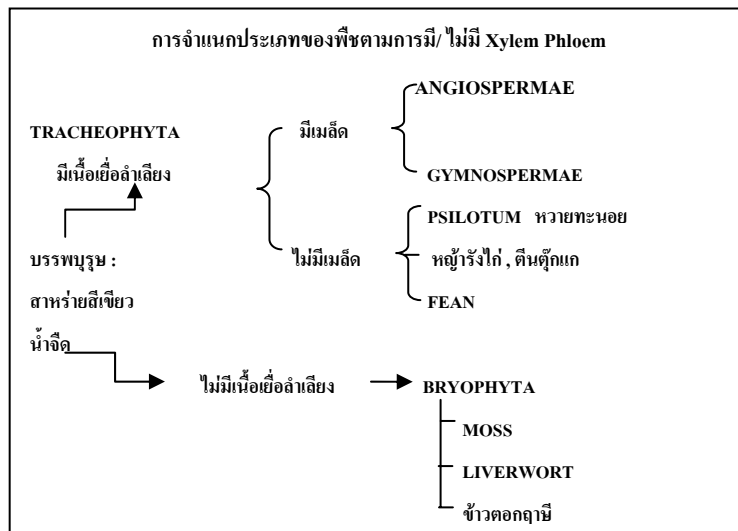 การจำแนกประเภทของพืชตามการมี/ ไม่มี Xylem Phloem
ANGIOSPERMAE
TRACHEOPHYTA
มีเมล็ด
มีเนื้อเยื่อลำเลียง
GYMNOSPERMAE
PSILOTUM หวายทะนอย
บรรพบุรุษ :
ไม่มีเมล็ด
หญ้ารังไก่ , ตีนตุ๊กแก
สาหร่ายสีเขียว
FEAN
น้ำจืด
ไม่มีเนื้อเยื่อลำเลียง
BRYOPHYTA
MOSS
LIVERWORT
ข้าวตอกฤาษี